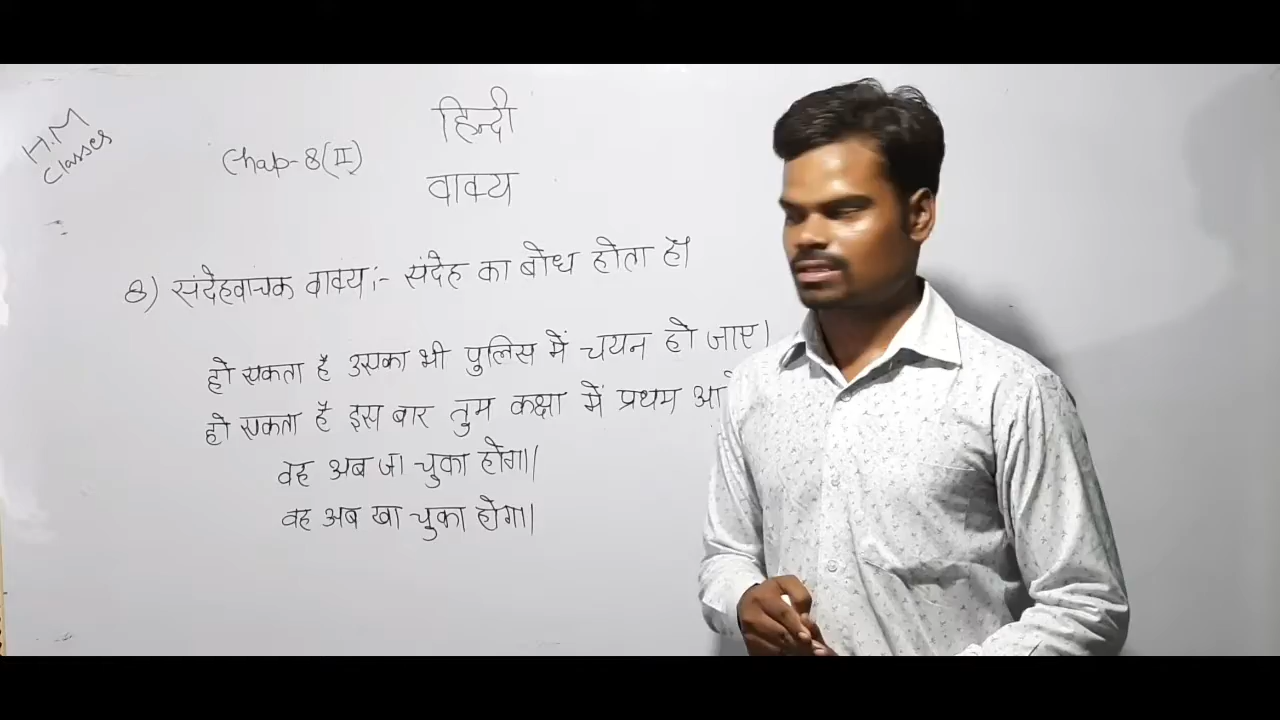 H.M
Classes
हिन्दी
Chap-8(II)
वाक्य
8) संदेहवाचक वाक्य:- संदेह का बोध होता हो
हो सकता है उसका भी पुलिस में चयन हो जाए।
हो सकता है इस बार तुम कक्षा में प्रथम
वह अब जा चुका होगा।
वह अब खा चुका होगा।